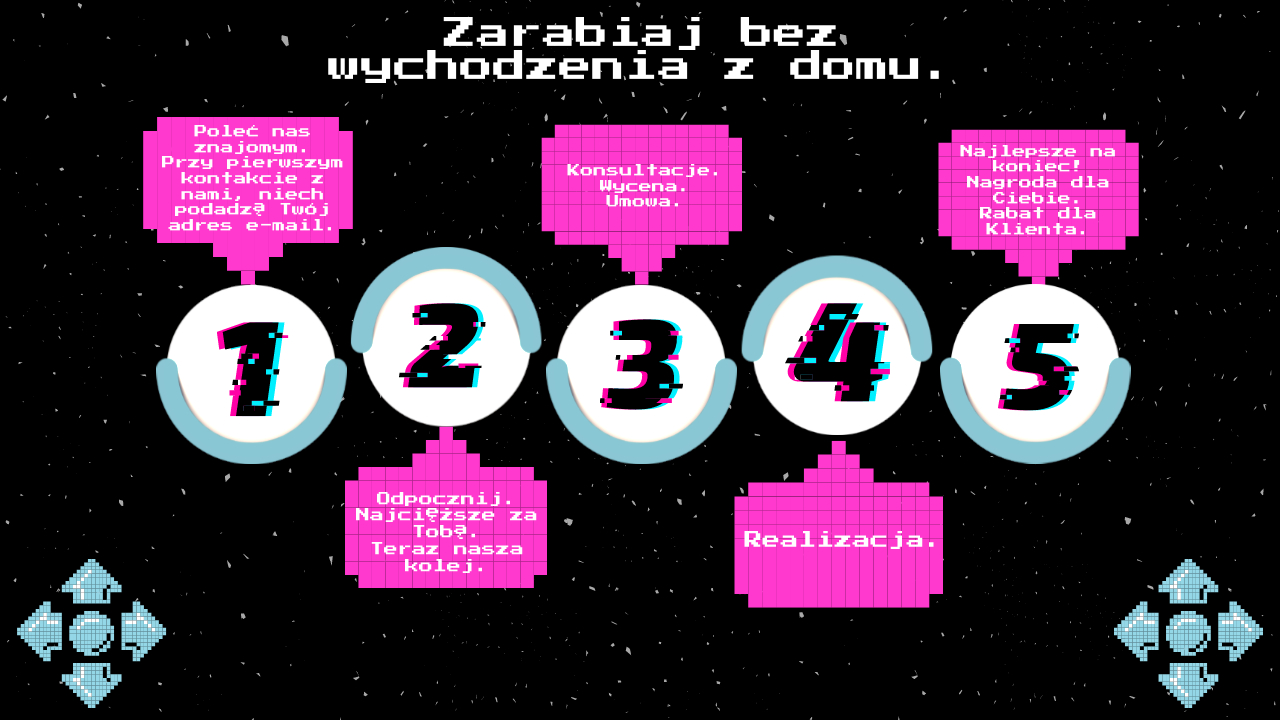 Zarabiaj bez
wychodzenia z domu.
Poleć nas
znajomym.
Przy pierwszym
kontakcie z
nami, niech
podadzą Twój
adres e-mail.
1
Odpocznij.
Najcięższe za
Tobą.
Teraz nasza
kolej.
2
Konsultacje.
Wycena.
Umowa.
3
Realizacja.
4
Najlepsze na
koniec!
Nagroda dla
Ciebie.
Rabat dla
Klienta.
5